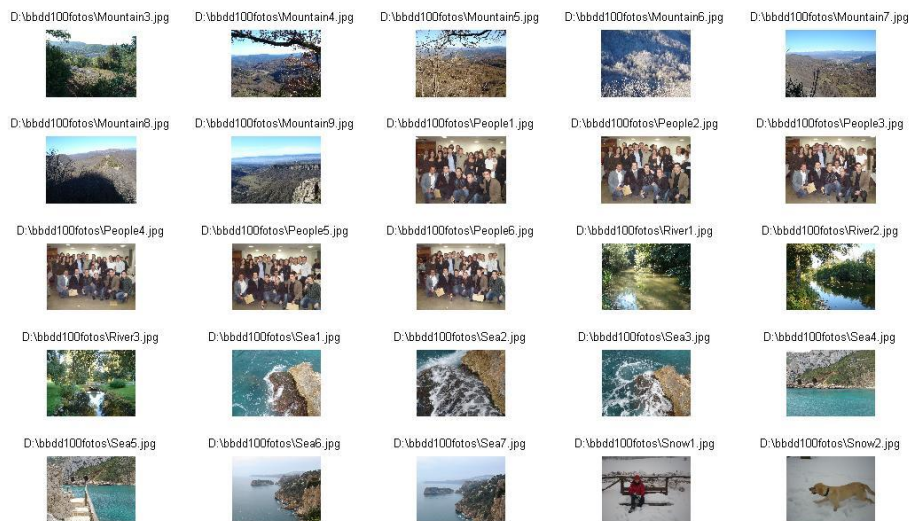 D:\bbdd100fotos\Mountain3.jpg D:\bbdd100fotos\Mountain4.jpg D:\bbdd100fotos\Mountain5.jpg D:\bbdd100fotos\Mountain6.jpg D:\bbdd100fotos\Mountain7.jpg
D:\bbdd100fotos\Mountain8.jpg D:\bbdd100fotos\Mountain9.jpg D:\bbdd100fotos\People1.jpg D:\bbdd100fotos\People2.jpg D:\bbdd100fotos\People3.jpg
D:\bbdd100fotos\People4.jpg D:\bbdd100fotos\People5.jpg D:\bbdd100fotos\People6.jpg D:\bbdd100fotos\River1.jpg D:\bbdd100fotos\River2.jpg
D:\bbdd100fotos\River3.jpg D:\bbdd100fotos\Sea1.jpg D:\bbdd100fotos\Sea2.jpg D:\bbdd100fotos\Sea3.jpg D:\bbdd100fotos\Sea4.jpg
D:\bbdd100fotos\Sea5.jpg D:\bbdd100fotos\Sea6.jpg D:\bbdd100fotos\Sea7.jpg D:\bbdd100fotos\Snow1.jpg D:\bbdd100fotos\Snow2.jpg